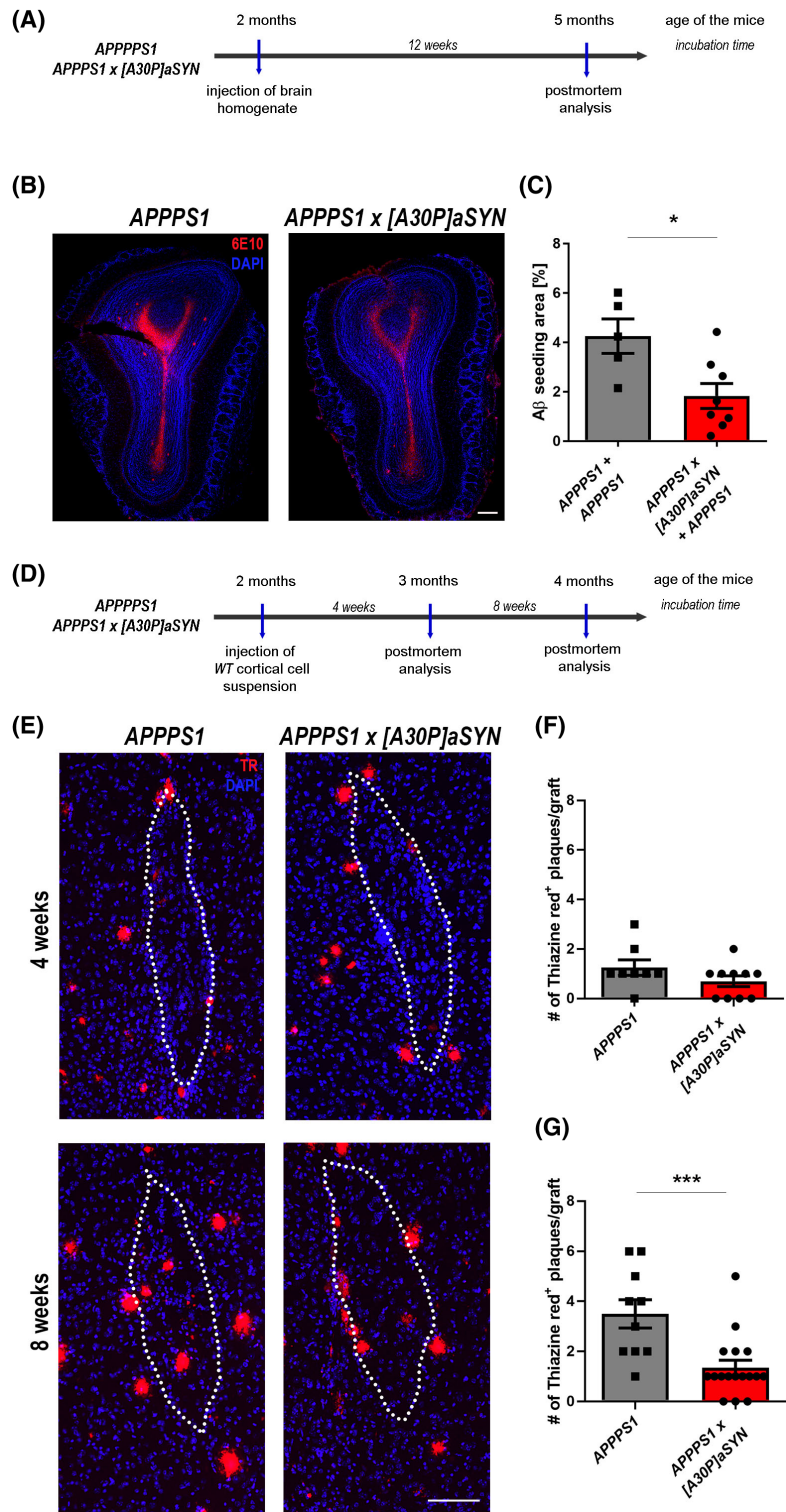 (A)
2 months
5 months
age of the mice
APPPPS1
APPPS1 x [A30P]aSYN
12 weeks
incubation time
injection of brain
homogenate
postmortem
analysis
(B)
APPPS1
APPPS1 x [A30P]aSYN
6E10
DAPI
(C)
*
Aβ seeding area [%]
8
6
4
2
0
APPPS1 +
APPPS1
APPPS1 x
[A30P]aSYN
+ APPPS1
(D)
2 months
3 months
4 months
age of the mice
APPPPS1
APPPS1 x [A30P]aSYN
4 weeks
8 weeks
incubation time
injection of
WT cortical cell
suspension
postmortem
analysis
postmortem
analysis
(E)
APPPS1
APPPS1 x [A30P]aSYN
TR
DAPI
4 weeks
8 weeks
(F)
# of Thiazine red+ plaques/graft
8
6
4
2
0
APPPS1
APPPS1 x
[A30P]aSYN
(G)
***
# of Thiazine red+ plaques/graft
8
6
4
2
0
APPPS1
APPPS1 x
[A30P]aSYN